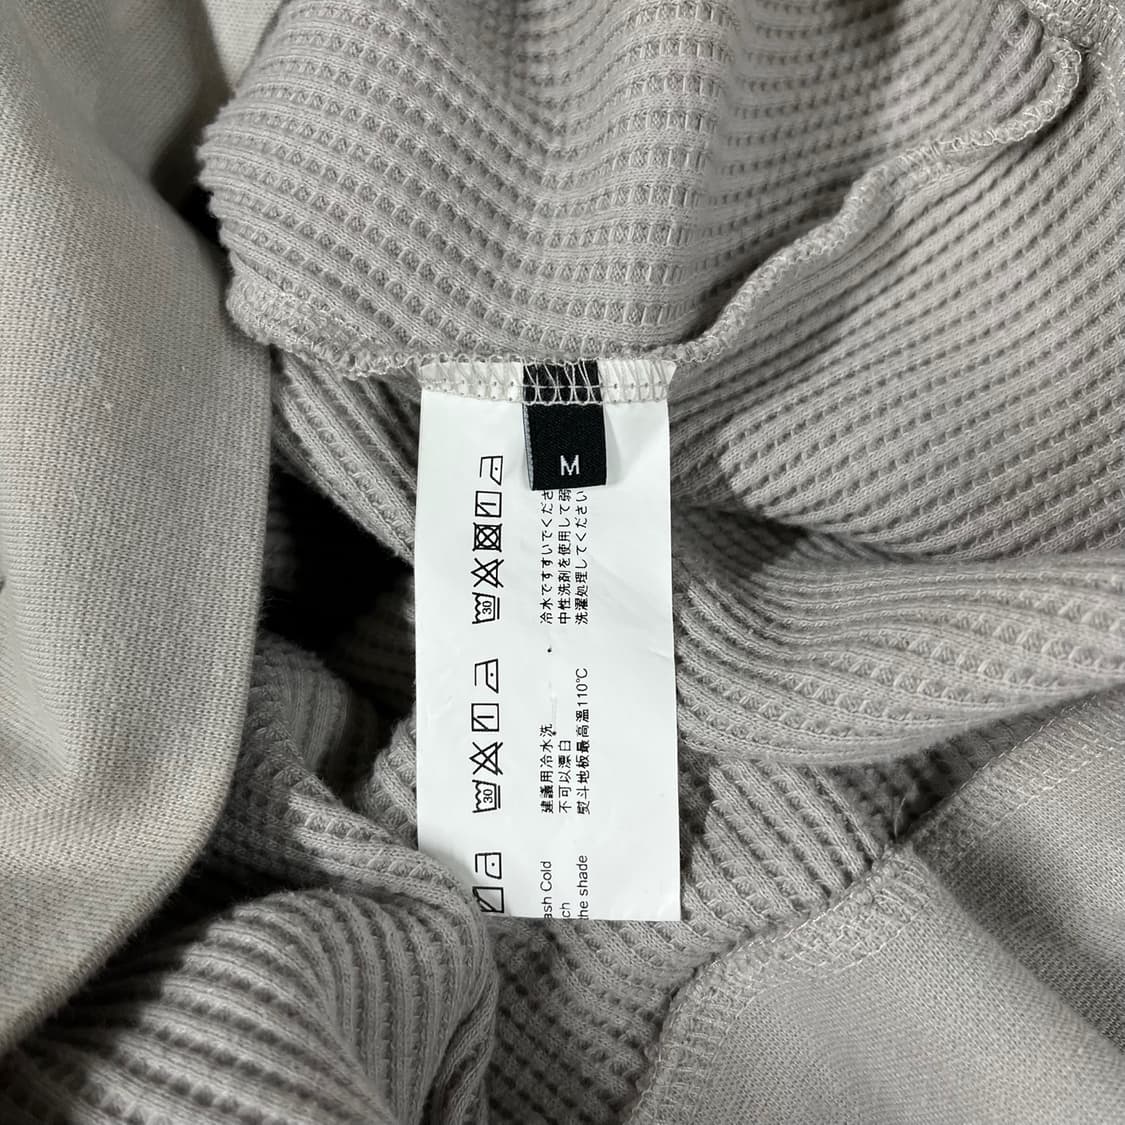 M
冷水ですすいでくださ
中性洗剤を使用して弱
洗濯処理してください
30
建議用冷水洗
不可以漂白
熨斗地板最高溫110℃
30
ash Cold
ch
the shade